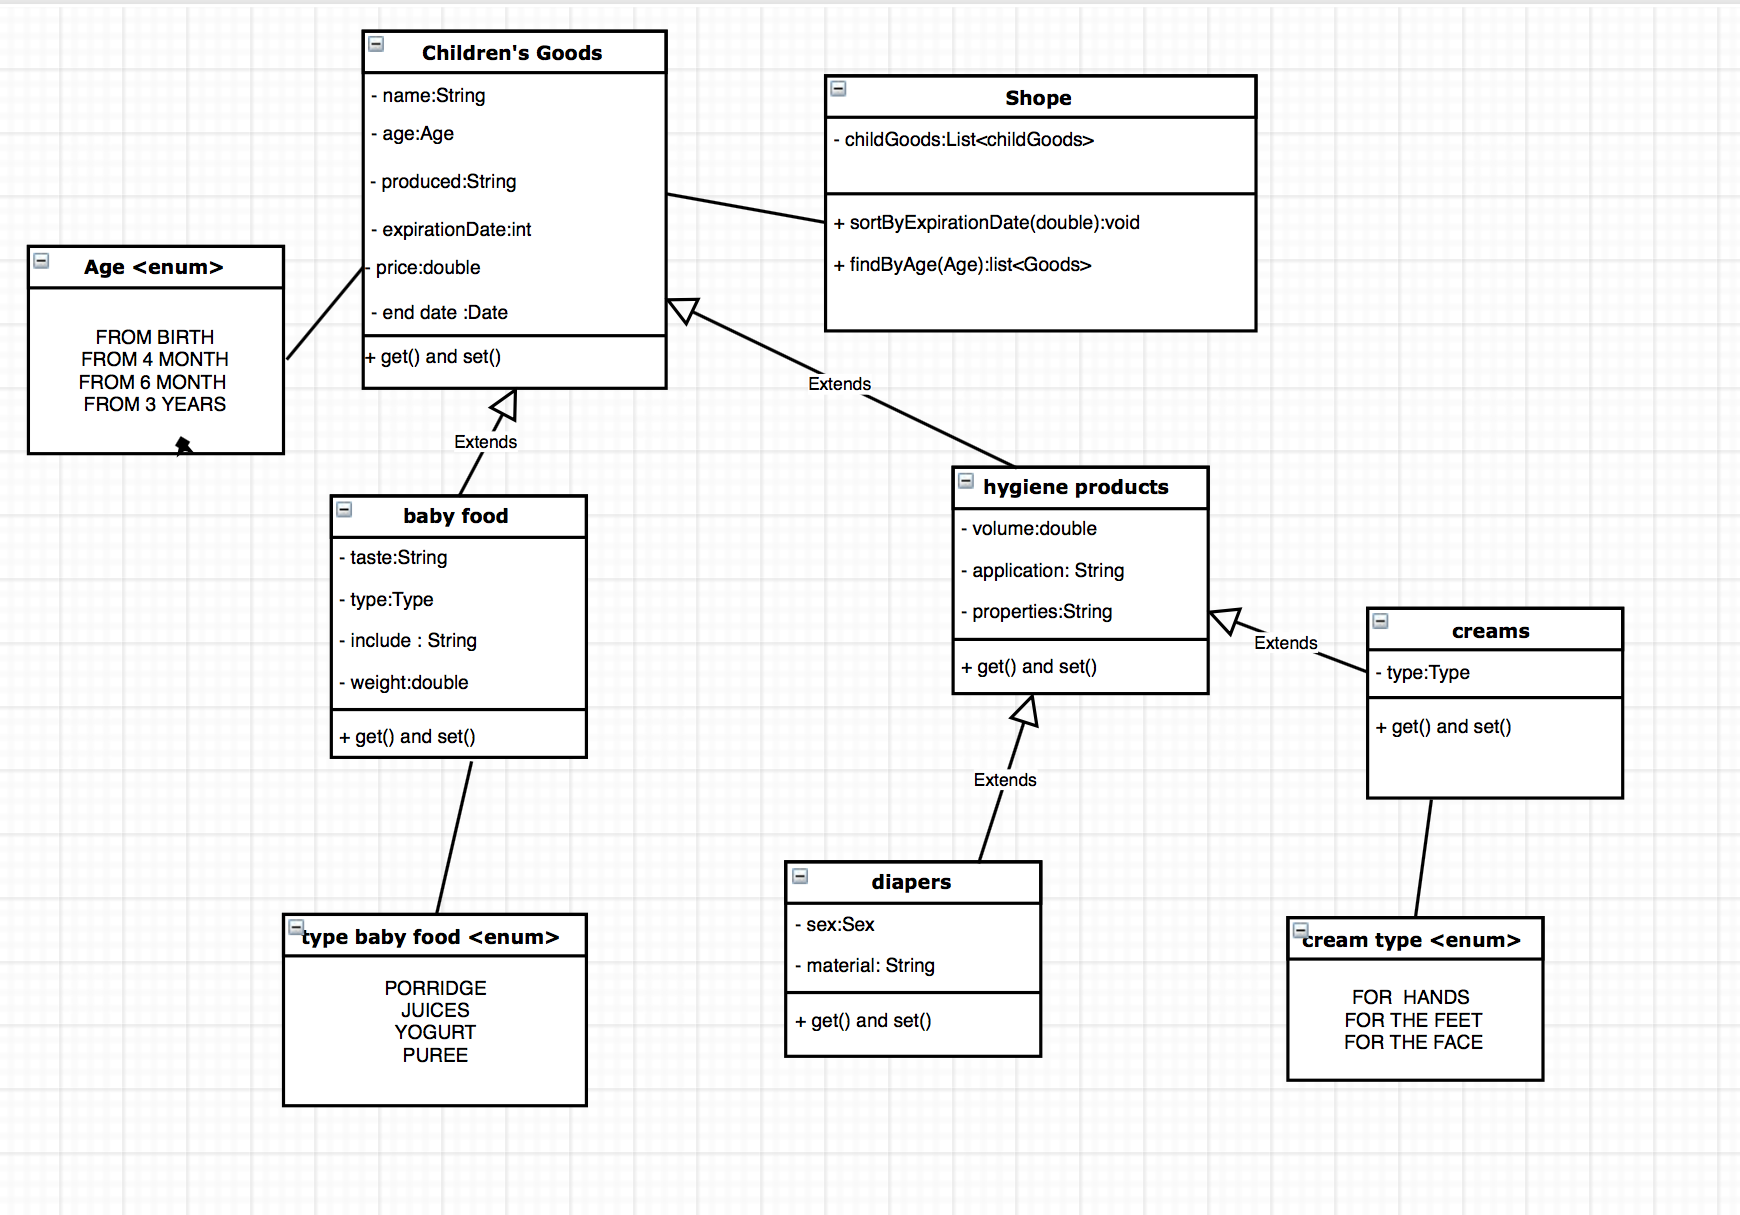 Children's Goods
- name:String
- age:Age
- produced:String
- expirationDate:int
- price:double
- end date :Date
+ get() and set()
Shope
- childGoods:List<childGoods>
+ sortByExpirationDate(double):void
+ findByAge(Age):list<Goods>
Age <enum>
FROM BIRTH
FROM 4 MONTH
FROM 6 MONTH
FROM 3 YEARS
Extends
Extends
baby food
- taste:String
- type:Type
- include : String
- weight:double
+ get() and set()
hygiene products
- volume:double
- application: String
- properties:String
+ get() and set()
Extends
creams
- type:Type
+ get() and set()
Extends
diapers
- sex:Sex
- material: String
+ get() and set()
type baby food <enum>
PORRIDGE
JUICES
YOGURT
PUREE
cream type <enum>
FOR  HANDS
FOR THE FEET
FOR THE FACE